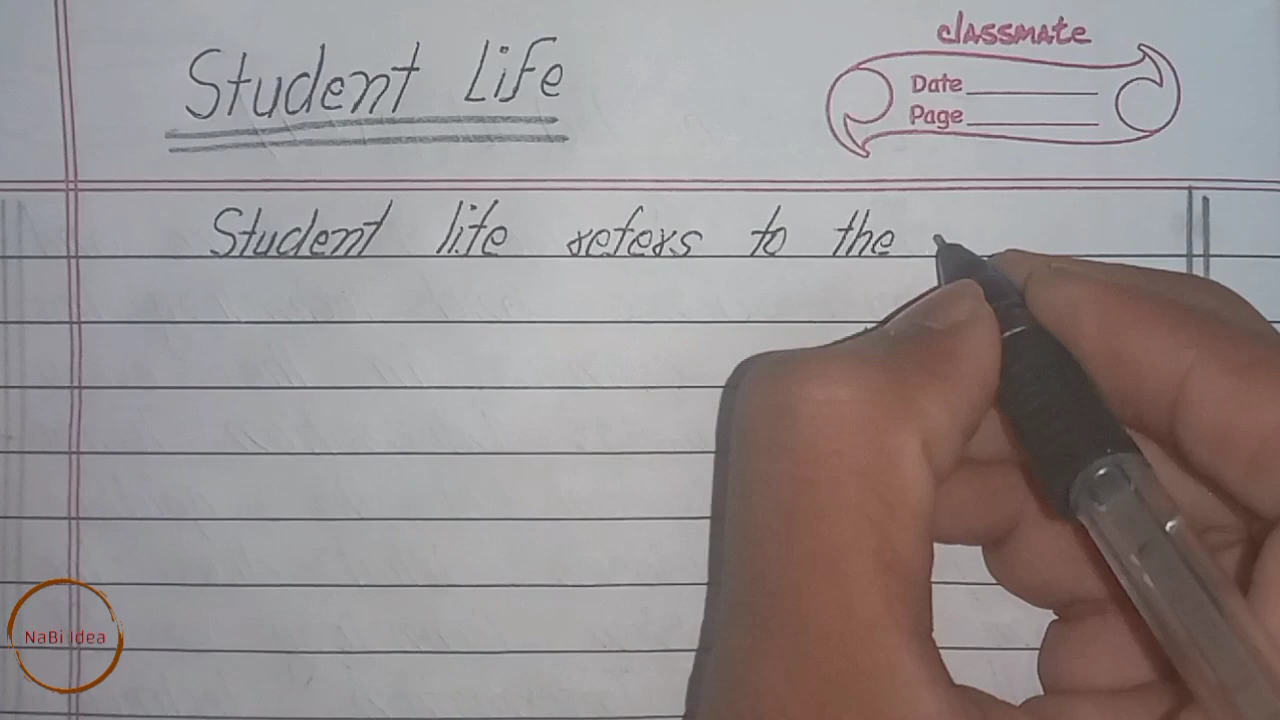 Student Life
classmate
Date
Page
Student life refers to the
NaBi Idea